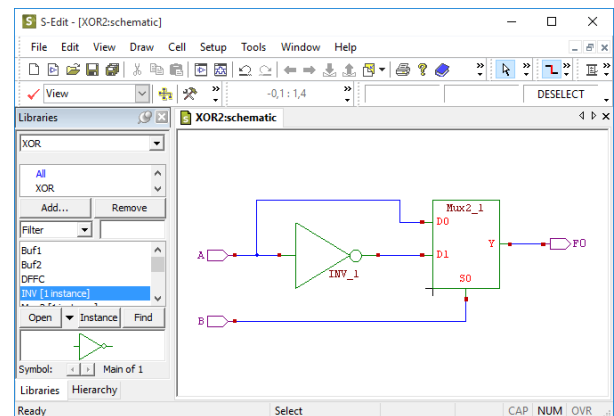 S S-Edit - [XOR2:schematic]
File Edit View Draw Cell Setup Tools Window Help
View -0,1 : 1,4 DESELECT
Libraries
XOR2:schematic
XOR
All
XOR
Add... Remove
Filter
Buf1
Buf2
DFFC
INV [1 instance]
Open Instance Find
Symbol: Main of 1
Libraries Hierarchy
Mux2_1
D0
A D1 Y FO
INV_1 S0
B
Ready Select CAP NUM OVR